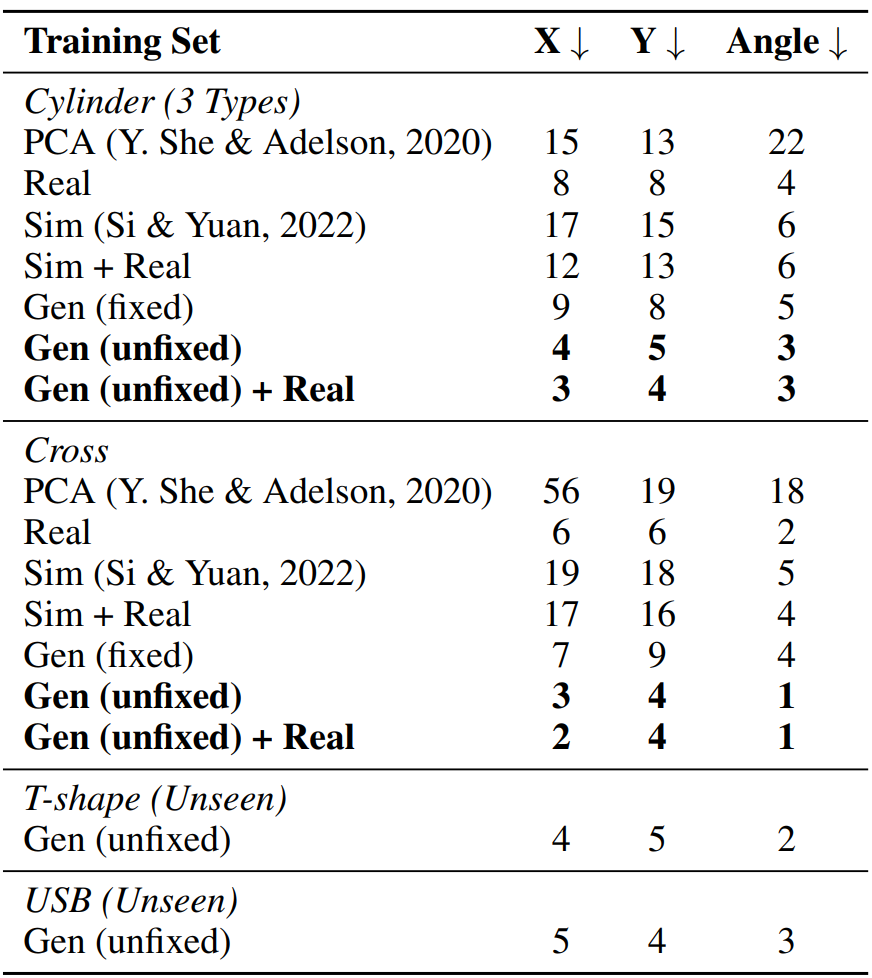 Training Set X ↓ Y ↓ Angle ↓
Cylinder (3 Types)
PCA (Y. She & Adelson, 2020) 15 13 22
Real 8 8 4
Sim (Si & Yuan, 2022) 17 15 6
Sim + Real 12 13 6
Gen (fixed) 9 8 5
Gen (unfixed) 4 5 3
Gen (unfixed) + Real 3 4 3
Cross
PCA (Y. She & Adelson, 2020) 56 19 18
Real 6 6 2
Sim (Si & Yuan, 2022) 19 18 5
Sim + Real 17 16 4
Gen (fixed) 7 9 4
Gen (unfixed) 3 4 1
Gen (unfixed) + Real 2 4 1
T-shape (Unseen)
Gen (unfixed) 4 5 2
USB (Unseen)
Gen (unfixed) 5 4 3